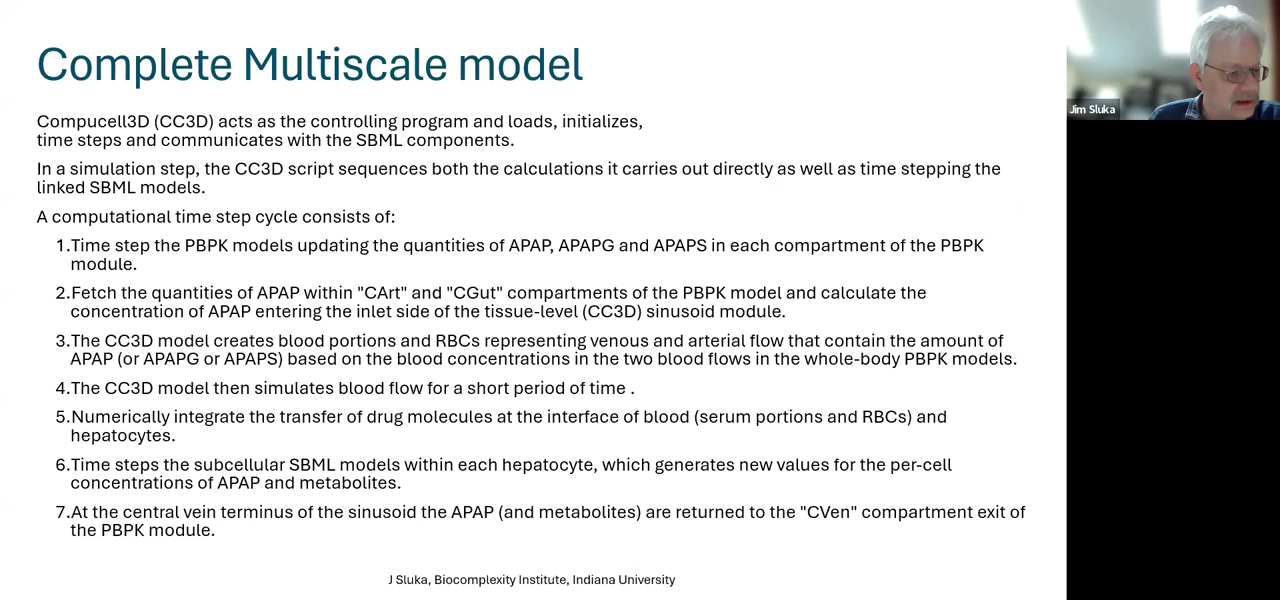 Complete Multiscale model
Compucell3D (CC3D) acts as the controlling program and loads, initializes,
time steps and communicates with the SBML components.
In a simulation step, the CC3D script sequences both the calculations it carries out directly as well as time stepping the
linked SBML models.
A computational time step cycle consists of:
1.Time step the PBPK models updating the quantities of APAP, APAPG and APAPS in each compartment of the PBPK
module.
2.Fetch the quantities of APAP within "CArt" and "CGut" compartments of the PBPK model and calculate the
concentration of APAP entering the inlet side of the tissue-level (CC3D) sinusoid module.
3.The CC3D model creates blood portions and RBCs representing venous and arterial flow that contain the amount of
APAP (or APAPG or APAPS) based on the blood concentrations in the two blood flows in the whole-body PBPK models.
4.The CC3D model then simulates blood flow for a short period of time .
5.Numerically integrate the transfer of drug molecules at the interface of blood (serum portions and RBCs) and
hepatocytes.
6.Time steps the subcellular SBML models within each hepatocyte, which generates new values for the per-cell
concentrations of APAP and metabolites.
7.At the central vein terminus of the sinusoid the APAP (and metabolites) are returned to the "CVen" compartment exit of
the PBPK module.
J Sluka, Biocomplexity Institute, Indiana University
Jim Sluka